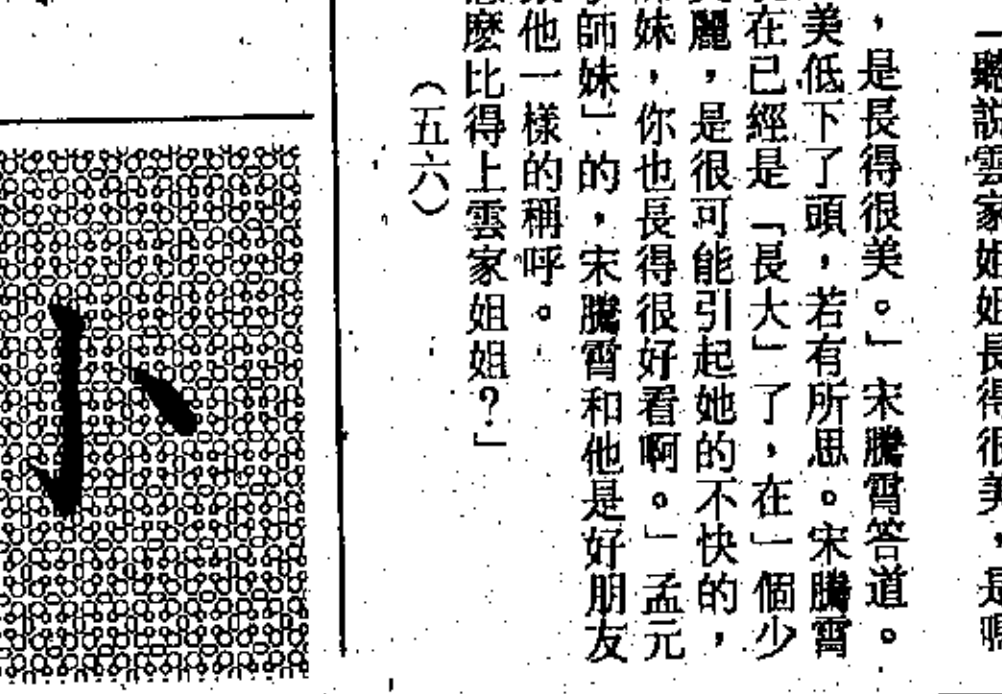 「聽說雲家姐姐長得很美，是嗎
，是長得很美。」宋騰霄答道。
美低下了頭，若有所思。宋騰霄
在已經是「長大」了，在一個少
麗，是很可能引起她的不快的，
妹，你也長得很好看啊。」孟元
師妹」的，宋騰霄和他是好朋友
他一樣的稱呼。
麼比得上雲家姐姐？」
（五六）
小